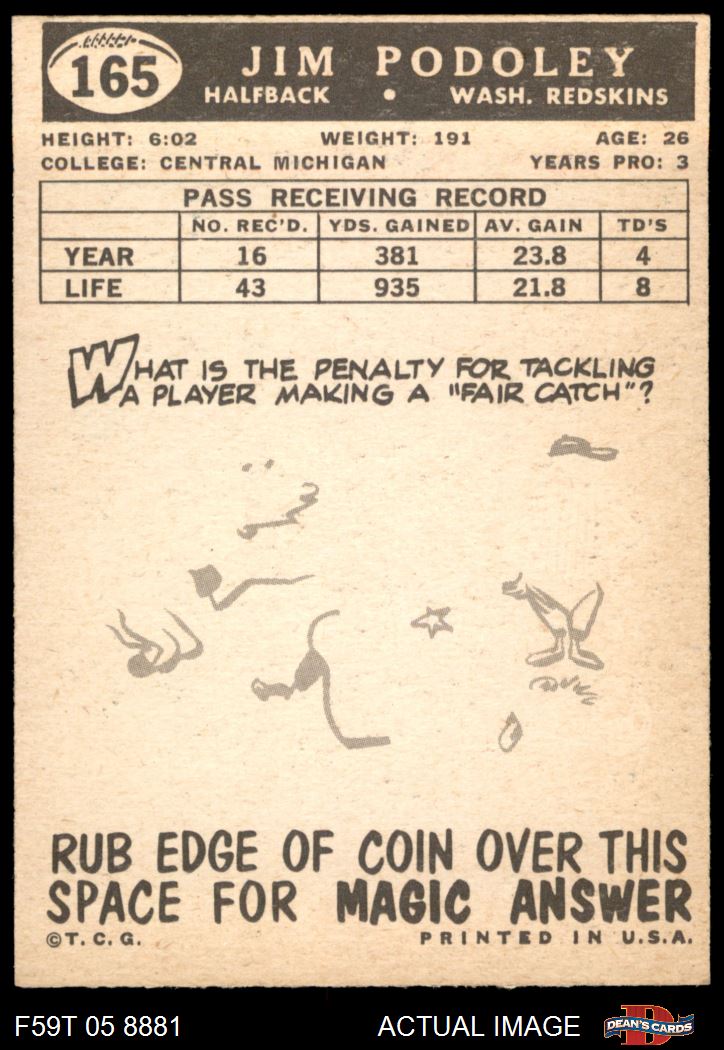 165
JIM PODOLEY
HALFBACK • WASH. REDSKINS
HEIGHT: 6:02 WEIGHT: 191 AGE: 26
COLLEGE: CENTRAL MICHIGAN YEARS PRO: 3
PASS RECEIVING RECORD
NO. REC'D. YDS. GAINED AV. GAIN TD'S
YEAR 16 381 23.8 4
LIFE 43 935 21.8 8
WHAT IS THE PENALTY FOR TACKLING
A PLAYER MAKING A "FAIR CATCH"?
RUB EDGE OF COIN OVER THIS
SPACE FOR MAGIC ANSWER
©T. C. G. PRINTED IN U.S.A.
F59T 05 8881 ACTUAL IMAGE D DEAN'S CARDS